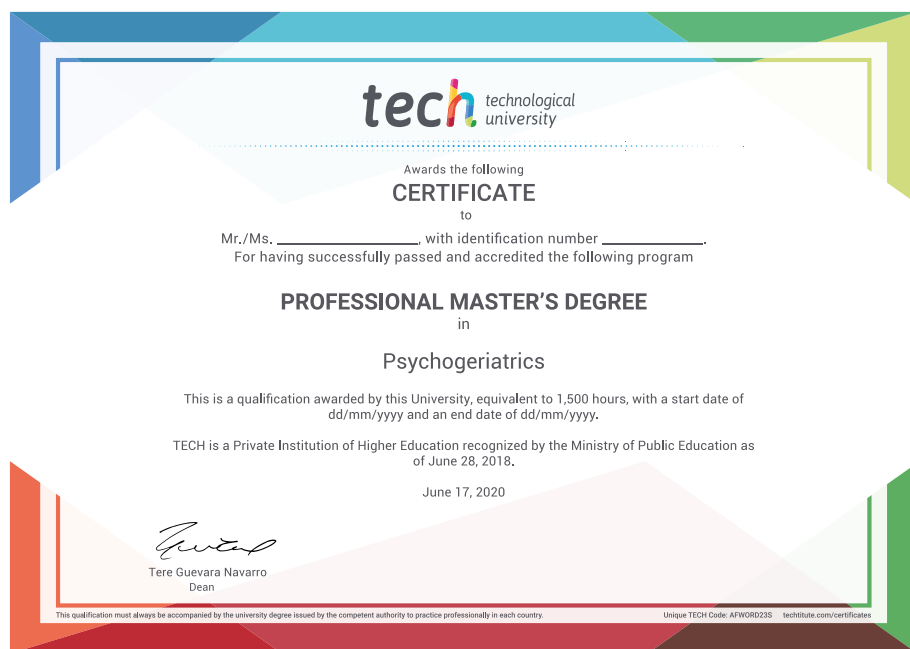 tech technological
university
Awards the following
CERTIFICATE
to
Mr./Ms. ________________, with identification number ____________.
For having successfully passed and accredited the following program
PROFESSIONAL MASTER'S DEGREE
in
Psychogeriatrics
This is a qualification awarded by this University, equivalent to 1,500 hours, with a start date of
dd/mm/yyyy and an end date of dd/mm/yyyy.
TECH is a Private Institution of Higher Education recognized by the Ministry of Public Education as
of June 28, 2018.
June 17, 2020
Tere Guevara Navarro
Dean
This qualification must always be accompanied by the university degree issued by the competent authority to practice professionally in each country. Unique TECH Code: AFWORD23S techtitute.com/certificates